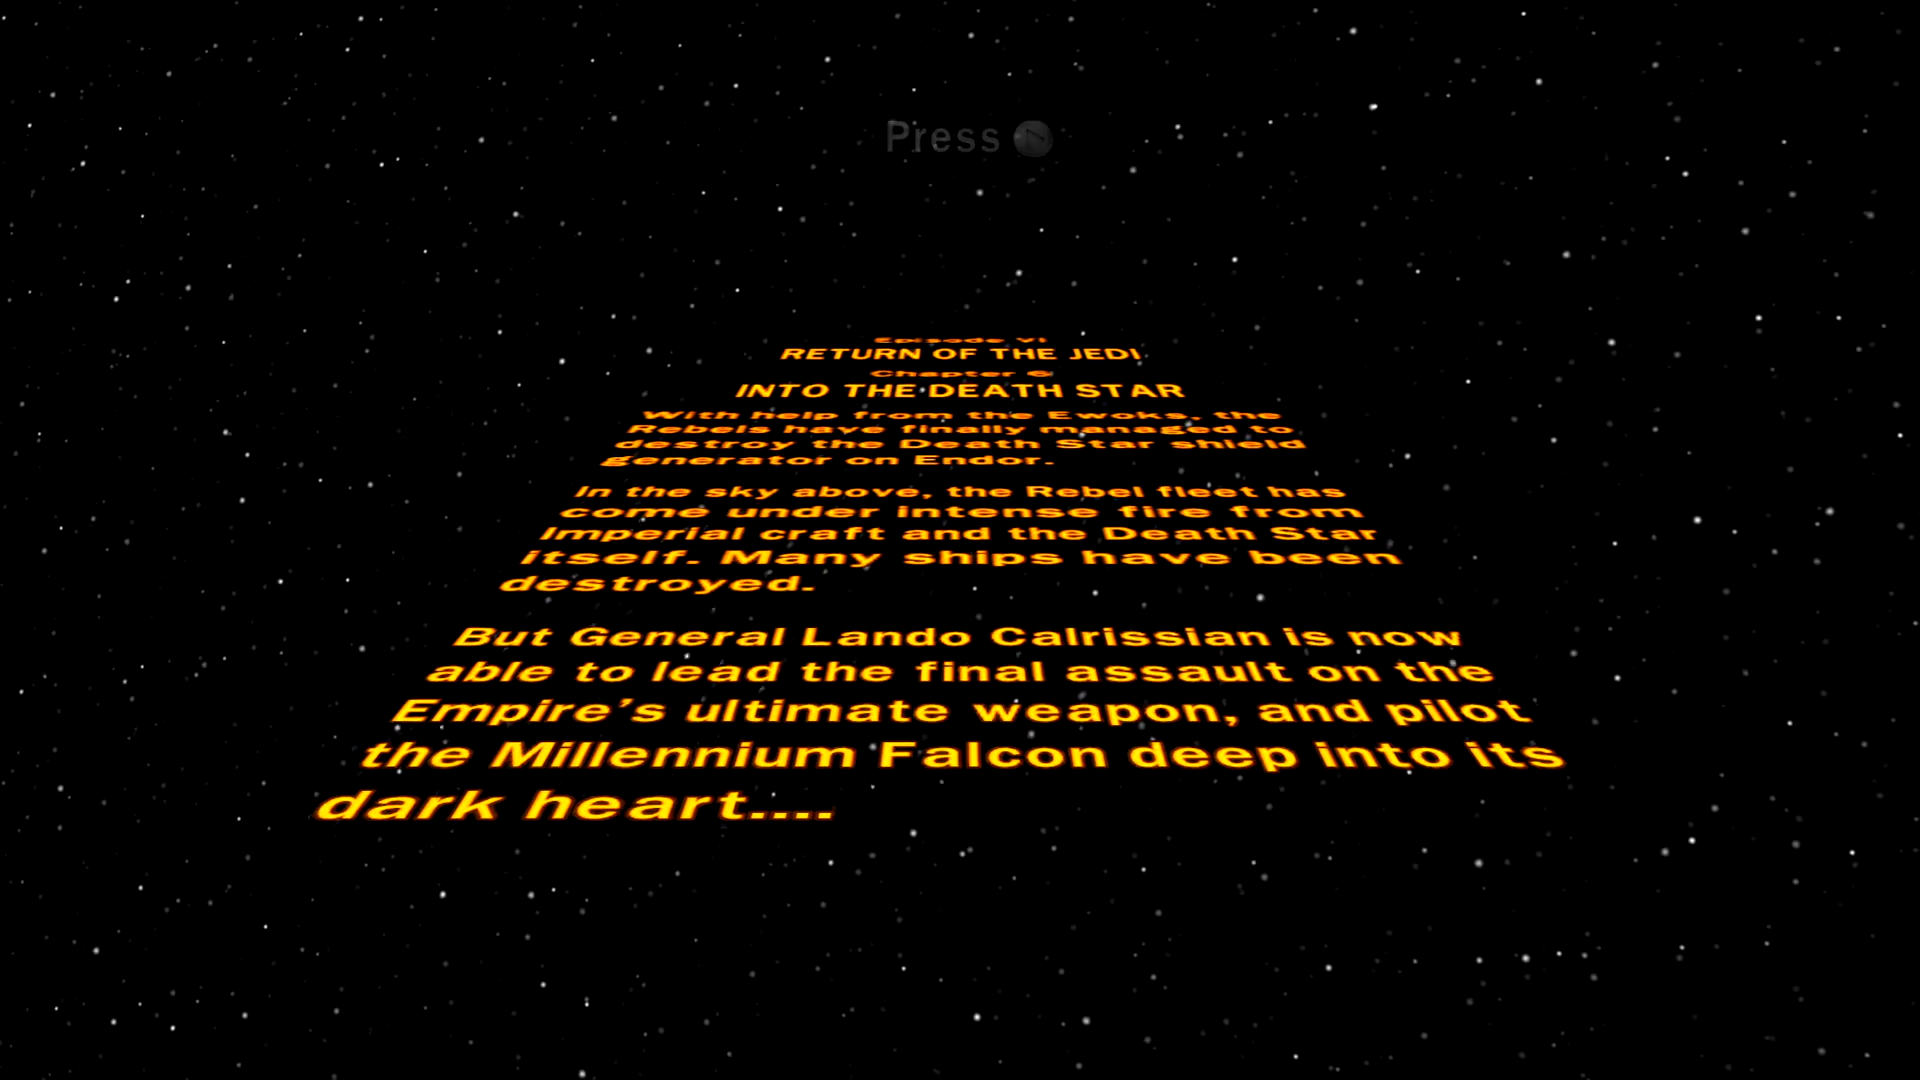 Press
Episode VI
RETURN OF THE JEDI
Chapter 6
INTO THE DEATH STAR
With help from the Ewoks, the
Rebels have finally managed to
destroy the Death Star shield
generator on Endor.
In the sky above, the Rebel fleet has
come under intense fire from
Imperial craft and the Death Star
itself. Many ships have been
destroyed.
But General Lando Calrissian is now
able to lead the final assault on the
Empire’s ultimate weapon, and pilot
the Millennium Falcon deep into its
dark heart....